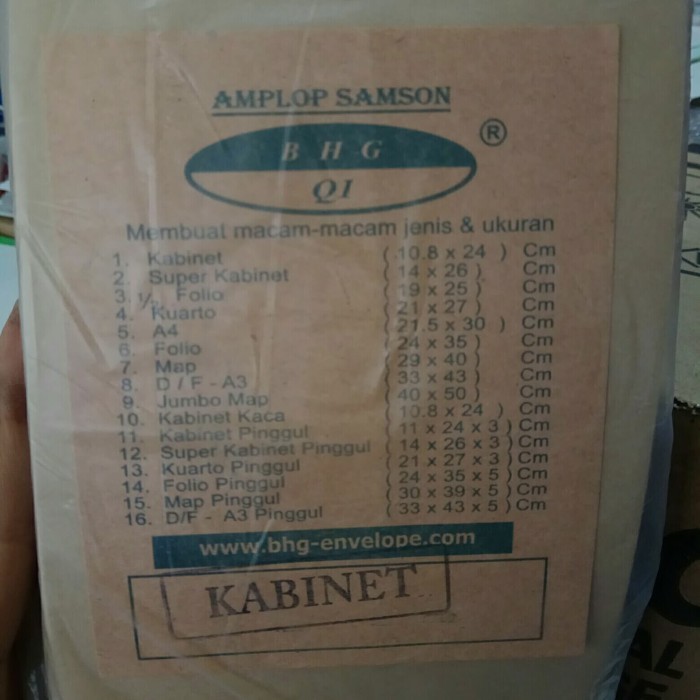 AMPLOP SAMSON
®
B H G
Q1
Membuat macam-macam jenis & ukuran
1. Kabinet ( 10.8 x 24 ) Cm
2. Super Kabinet ( 14 x 26 ) Cm
3. ½ Folio ( 19 x 25 ) Cm
4. Kuarto ( 21 x 27 ) Cm
5. A4 ( 21.5 x 30 ) Cm
6. Folio ( 24 x 35 ) Cm
7. Map ( 29 x 40 ) Cm
8. D / F - A3 ( 33 x 43 ) Cm
9. Jumbo Map ( 40 x 50 ) Cm
10. Kabinet Kaca ( 10.8 x 24 ) Cm
11. Kabinet Pinggul ( 11 x 24 x 3 ) Cm
12. Super Kabinet Pinggul ( 14 x 26 x 3 ) Cm
13. Kuarto Pinggul ( 21 x 27 x 3 ) Cm
14. Folio Pinggul ( 24 x 35 x 5 ) Cm
15. Map Pinggul ( 30 x 39 x 5 ) Cm
16. D/F - A3 Pinggul ( 33 x 43 x 5 ) Cm
www.bhg-envelope.com
KABINET